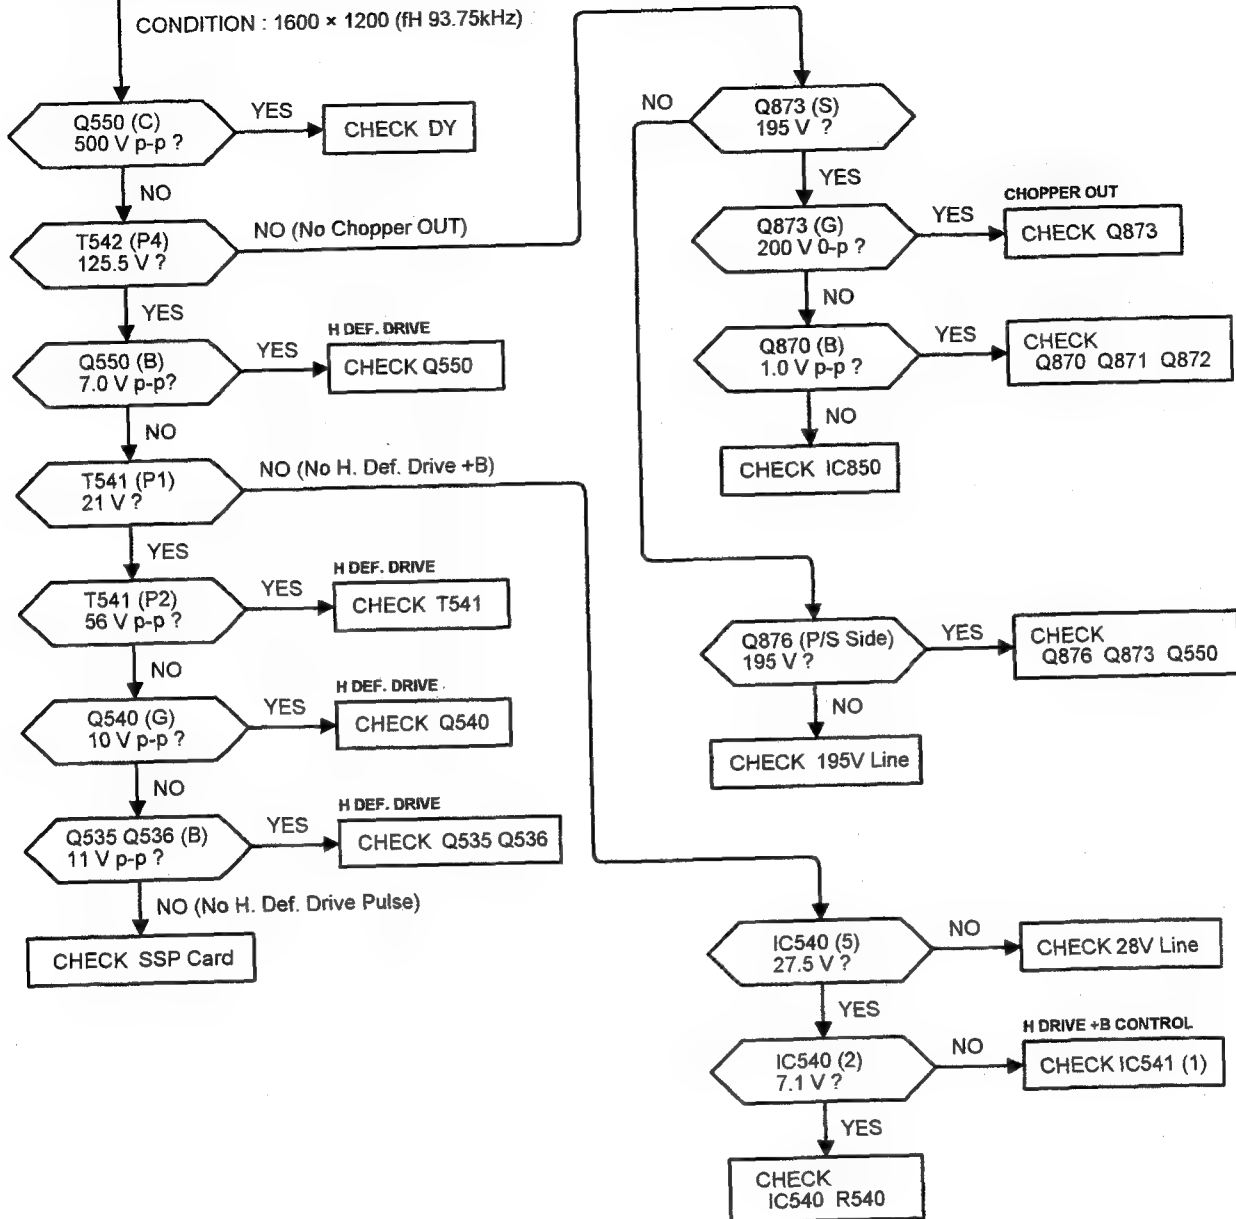 CONDITION : 1600 × 1200 (fH 93.75kHz)
Q550 (C)
500 V p-p ?
YES
CHECK DY
NO
T542 (P4)
125.5 V ?
NO (No Chopper OUT)
YES
Q550 (B)
7.0 V p-p?
YES
H DEF. DRIVE
CHECK Q550
NO
T541 (P1)
21 V ?
NO (No H. Def. Drive +B)
YES
T541 (P2)
56 V p-p ?
YES
H DEF. DRIVE
CHECK T541
NO
Q540 (G)
10 V p-p ?
YES
H DEF. DRIVE
CHECK Q540
NO
Q535 Q536 (B)
11 V p-p ?
YES
H DEF. DRIVE
CHECK Q535 Q536
NO (No H. Def. Drive Pulse)
CHECK SSP Card
Q873 (S)
195 V ?
NO
YES
Q873 (G)
200 V 0-p ?
YES
CHOPPER OUT
CHECK Q873
NO
Q870 (B)
1.0 V p-p ?
YES
CHECK
Q870 Q871 Q872
NO
CHECK IC850
Q876 (P/S Side)
195 V ?
YES
CHECK
Q876 Q873 Q550
NO
CHECK 195V Line
IC540 (5)
27.5 V ?
NO
CHECK 28V Line
YES
IC540 (2)
7.1 V ?
NO
H DRIVE +B CONTROL
CHECK IC541 (1)
YES
CHECK
IC540 R540